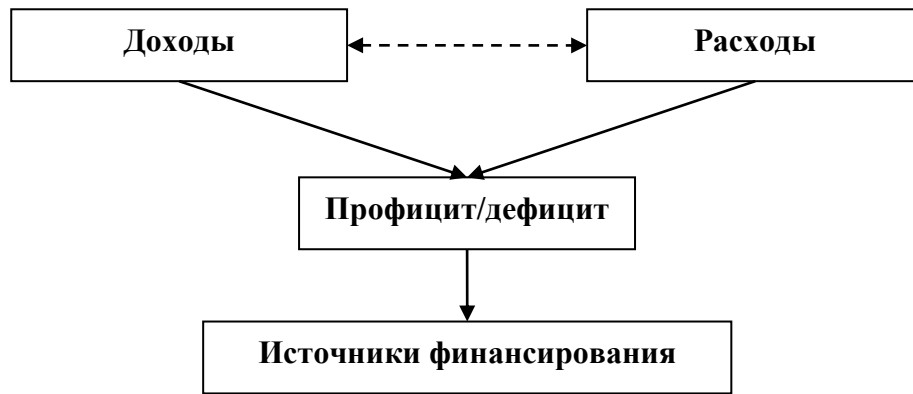 Доходы
Расходы
Профицит/дефицит
Источники финансирования